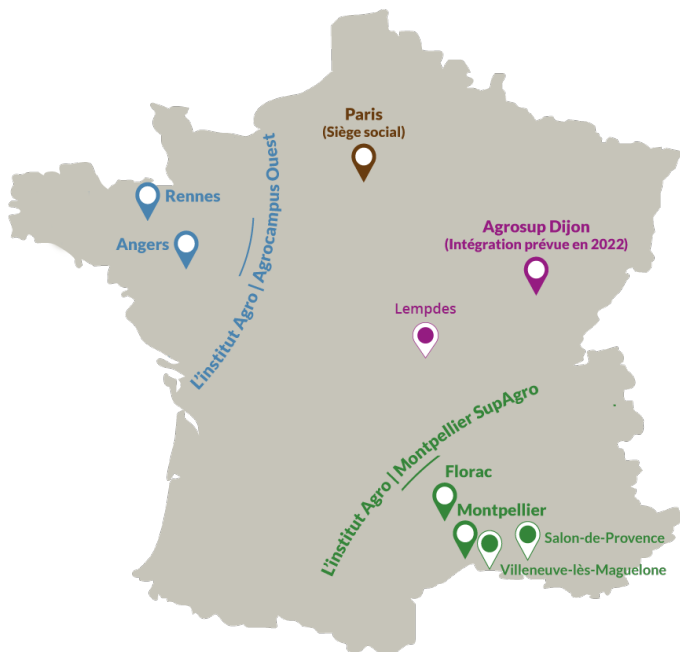 Paris
(Siège social)
L'institut Agro | Agrocampus Ouest
Rennes
Angers
Agrosup Dijon
(Intégration prévue en 2022)
Lempdes
L'institut Agro | Montpellier SupAgro
Florac
Montpellier
Salon-de-Provence
Villeneuve-lès-Maguelone